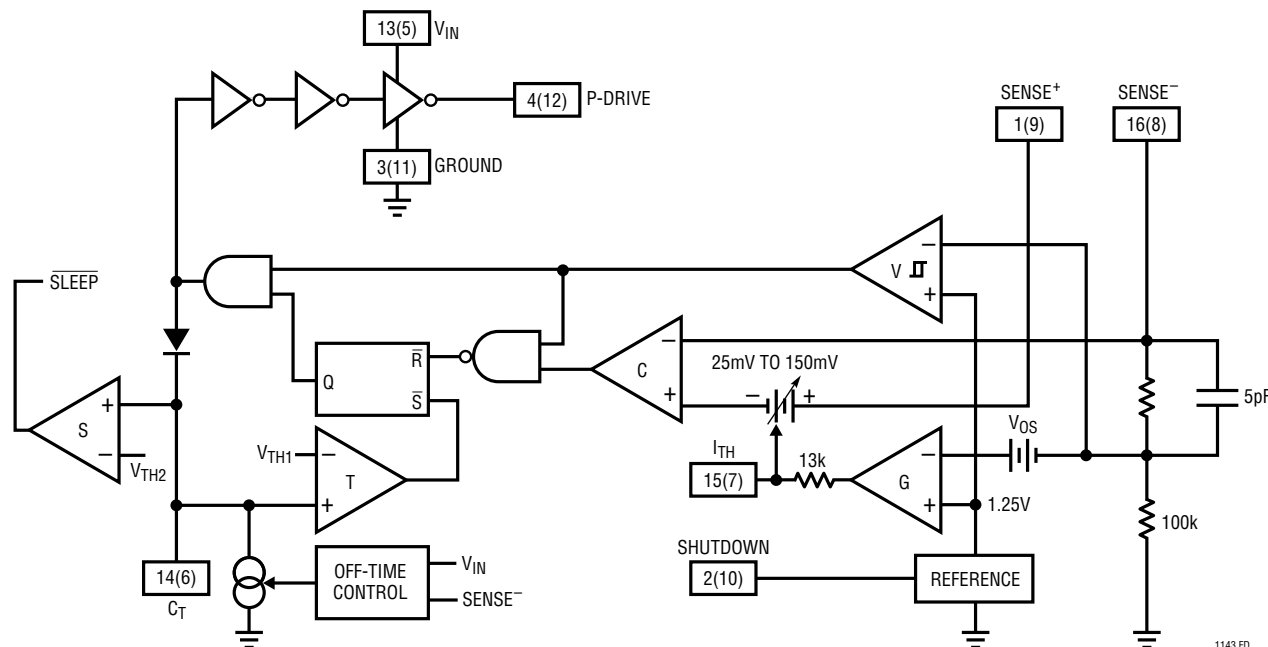 13(5) V_IN
4(12) P-DRIVE
3(11) GROUND
SENSE⁺
1(9)
SENSE⁻
16(8)
SLEEP
V
−
+
Q
R
S
C
−
+
25mV TO 150mV
−
+
5pF
S
+
−
V_TH2
V_TH1
T
−
+
I_TH
15(7)
13k
G
−
+
V_OS
1.25V
100k
SHUTDOWN
2(10)
REFERENCE
14(6)
C_T
OFF-TIME
CONTROL
V_IN
SENSE⁻
1143 FD